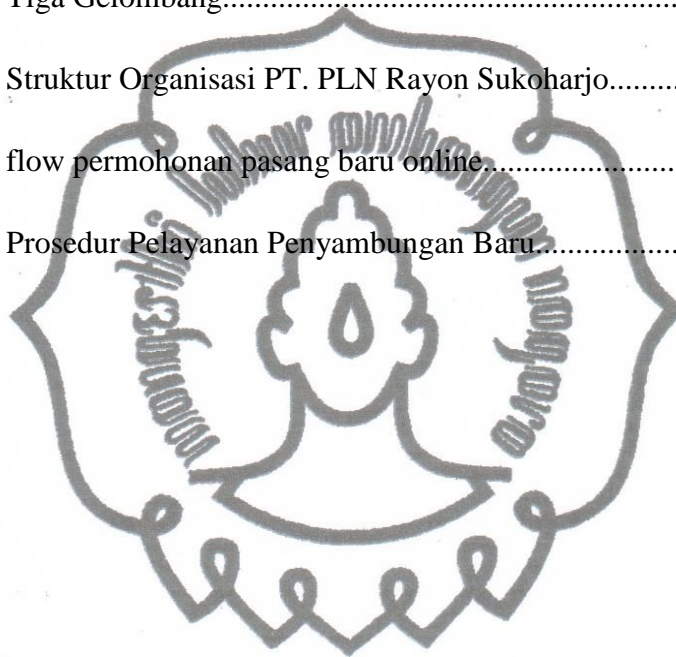 Tiga Gelombang..............................................................
Struktur Organisasi PT. PLN Rayon Sukoharjo.........
flow permohonan pasang baru online.......................
Prosedur Pelayanan Penyambungan Baru.................